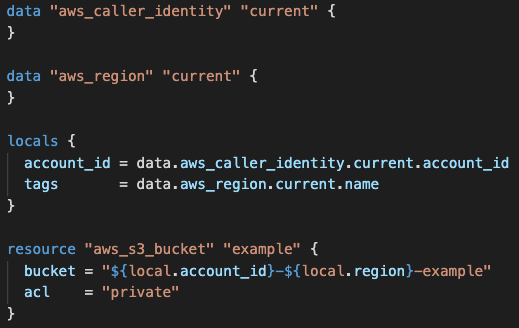 data "aws_caller_identity" "current" {
}
data "aws_region" "current" {
}
locals {
account_id = data.aws_caller_identity.current.account_id
tags = data.aws_region.current.name
}
resource "aws_s3_bucket" "example" {
bucket = "${local.account_id}-${local.region}-example"
acl = "private"
}